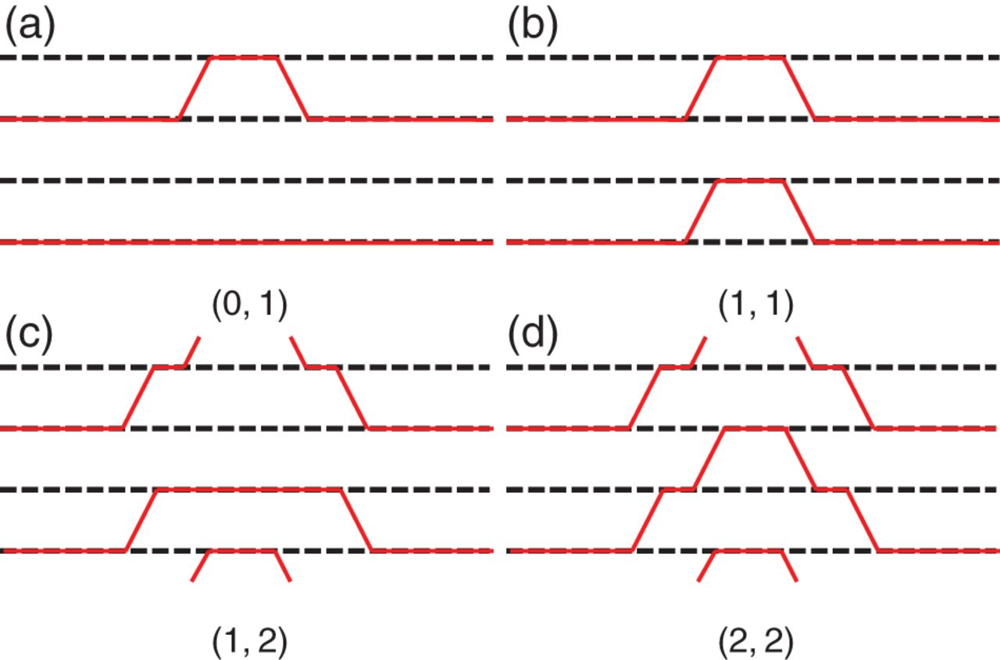 (a)
(b)
(0, 1)
(1, 1)
(c)
(d)
(1, 2)
(2, 2)